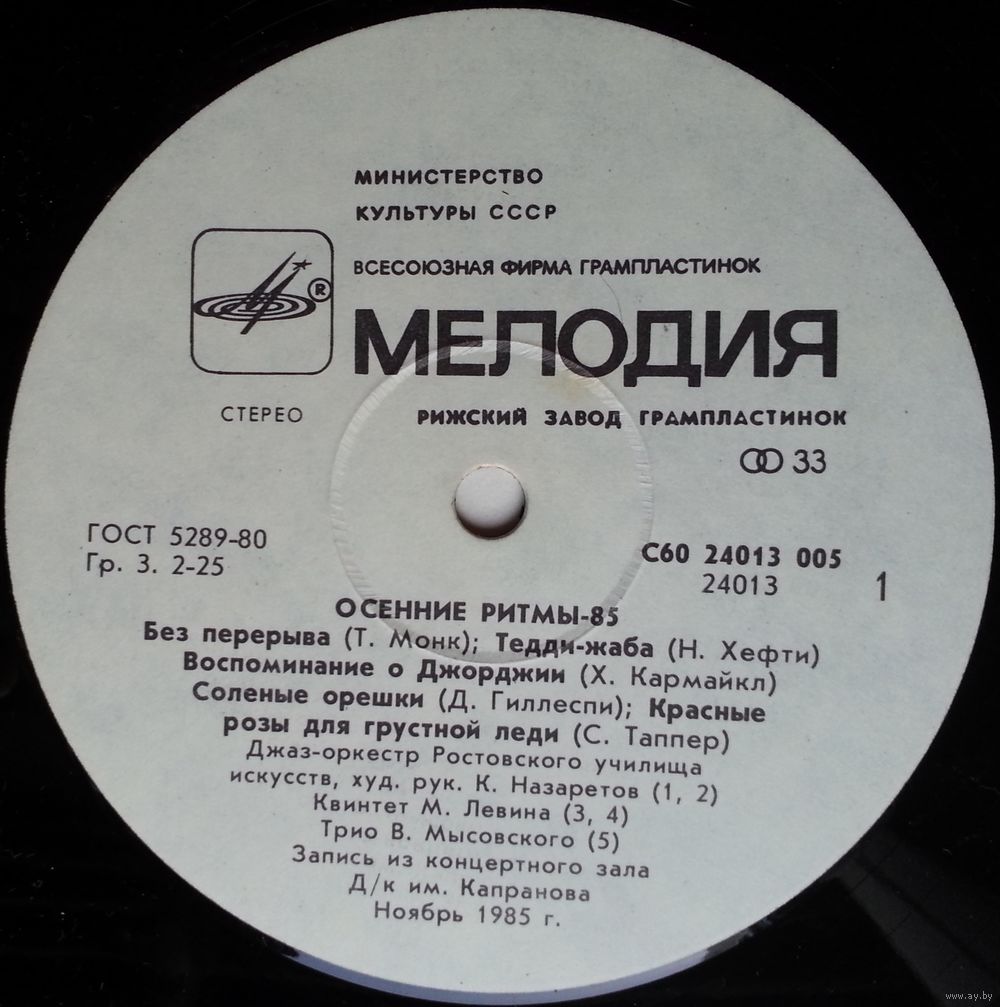 МИНИСТЕРСТВО
КУЛЬТУРЫ СССР
ВСЕСОЮЗНАЯ ФИРМА ГРАМПЛАСТИНОК
®
МЕЛОДИЯ
СТЕРЕО
РИЖСКИЙ ЗАВОД ГРАМПЛАСТИНОК
33
ГОСТ 5289-80
Гр. 3. 2-25
С60 24013 005
24013
1
ОСЕННИЕ РИТМЫ-85
Без перерыва (Т. Монк); Тедди-жаба (Н. Хефти)
Воспоминание о Джорджии (Х. Кармайкл)
Соленые орешки (Д. Гиллеспи); Красные
розы для грустной леди (С. Таппер)
Джаз-оркестр Ростовского училища
искусств, худ. рук. К. Назаретов (1, 2)
Квинтет М. Левина (3, 4)
Трио В. Мысовского (5)
Запись из концертного зала
Д/к им. Капранова
Ноябрь 1985 г.
www.ay.by